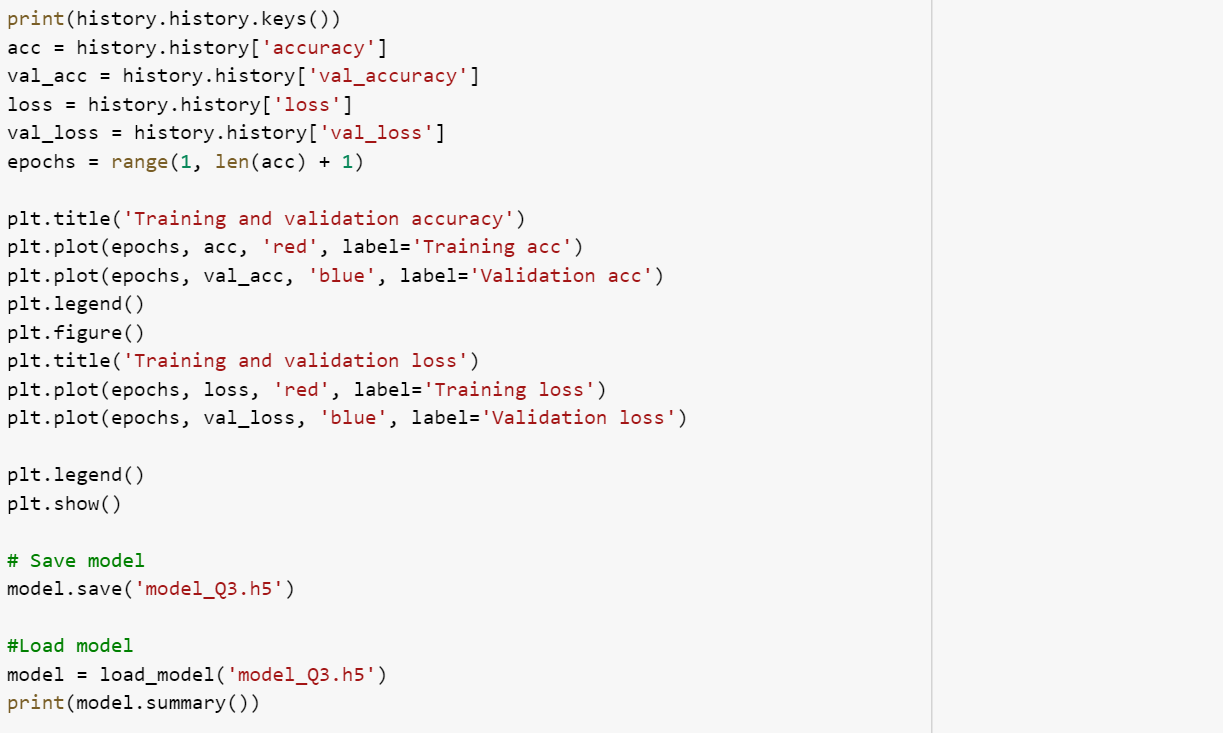 print(history.history.keys())
acc = history.history['accuracy']
val_acc = history.history['val_accuracy']
loss = history.history['loss']
val_loss = history.history['val_loss']
epochs = range(1, len(acc) + 1)
plt.title('Training and validation accuracy')
plt.plot(epochs, acc, 'red', label='Training acc')
plt.plot(epochs, val_acc, 'blue', label='Validation acc')
plt.legend()
plt.figure()
plt.title('Training and validation loss')
plt.plot(epochs, loss, 'red', label='Training loss')
plt.plot(epochs, val_loss, 'blue', label='Validation loss')
plt.legend()
plt.show()
# Save model
model.save('model_Q3.h5')
#Load model
model = load_model('model_Q3.h5')
print(model.summary())